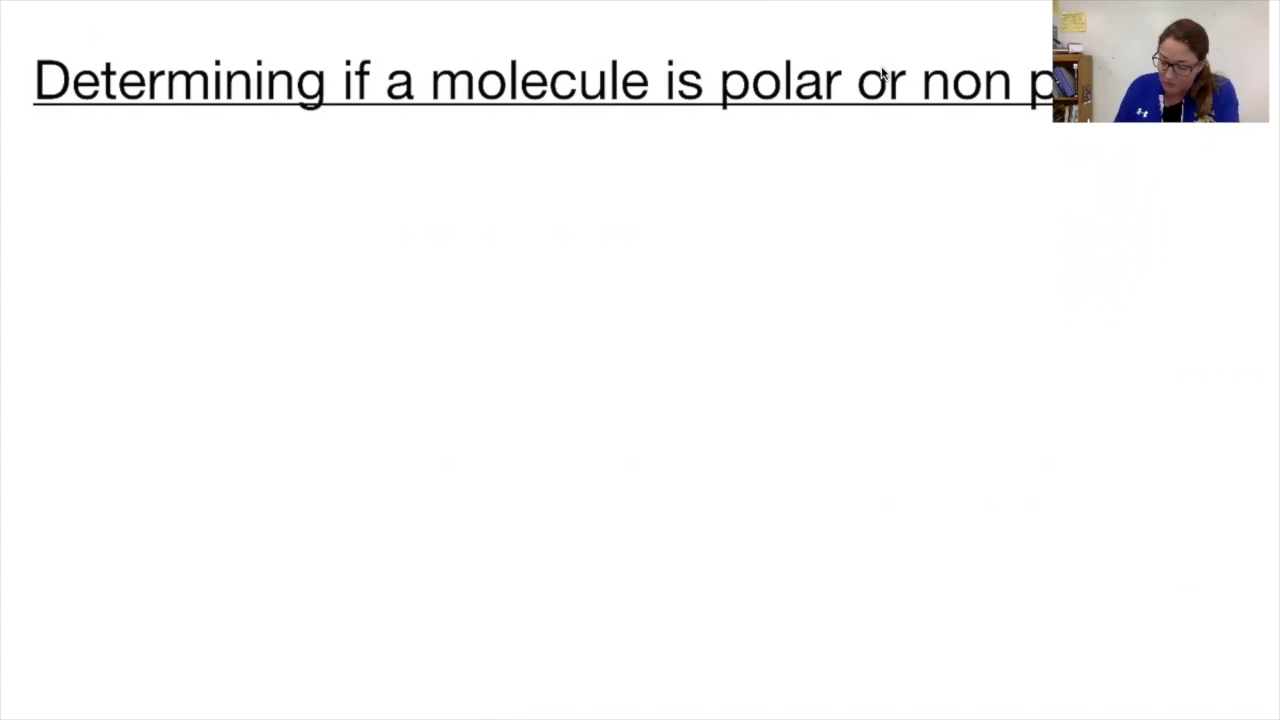 Determining if a molecule is polar or non p